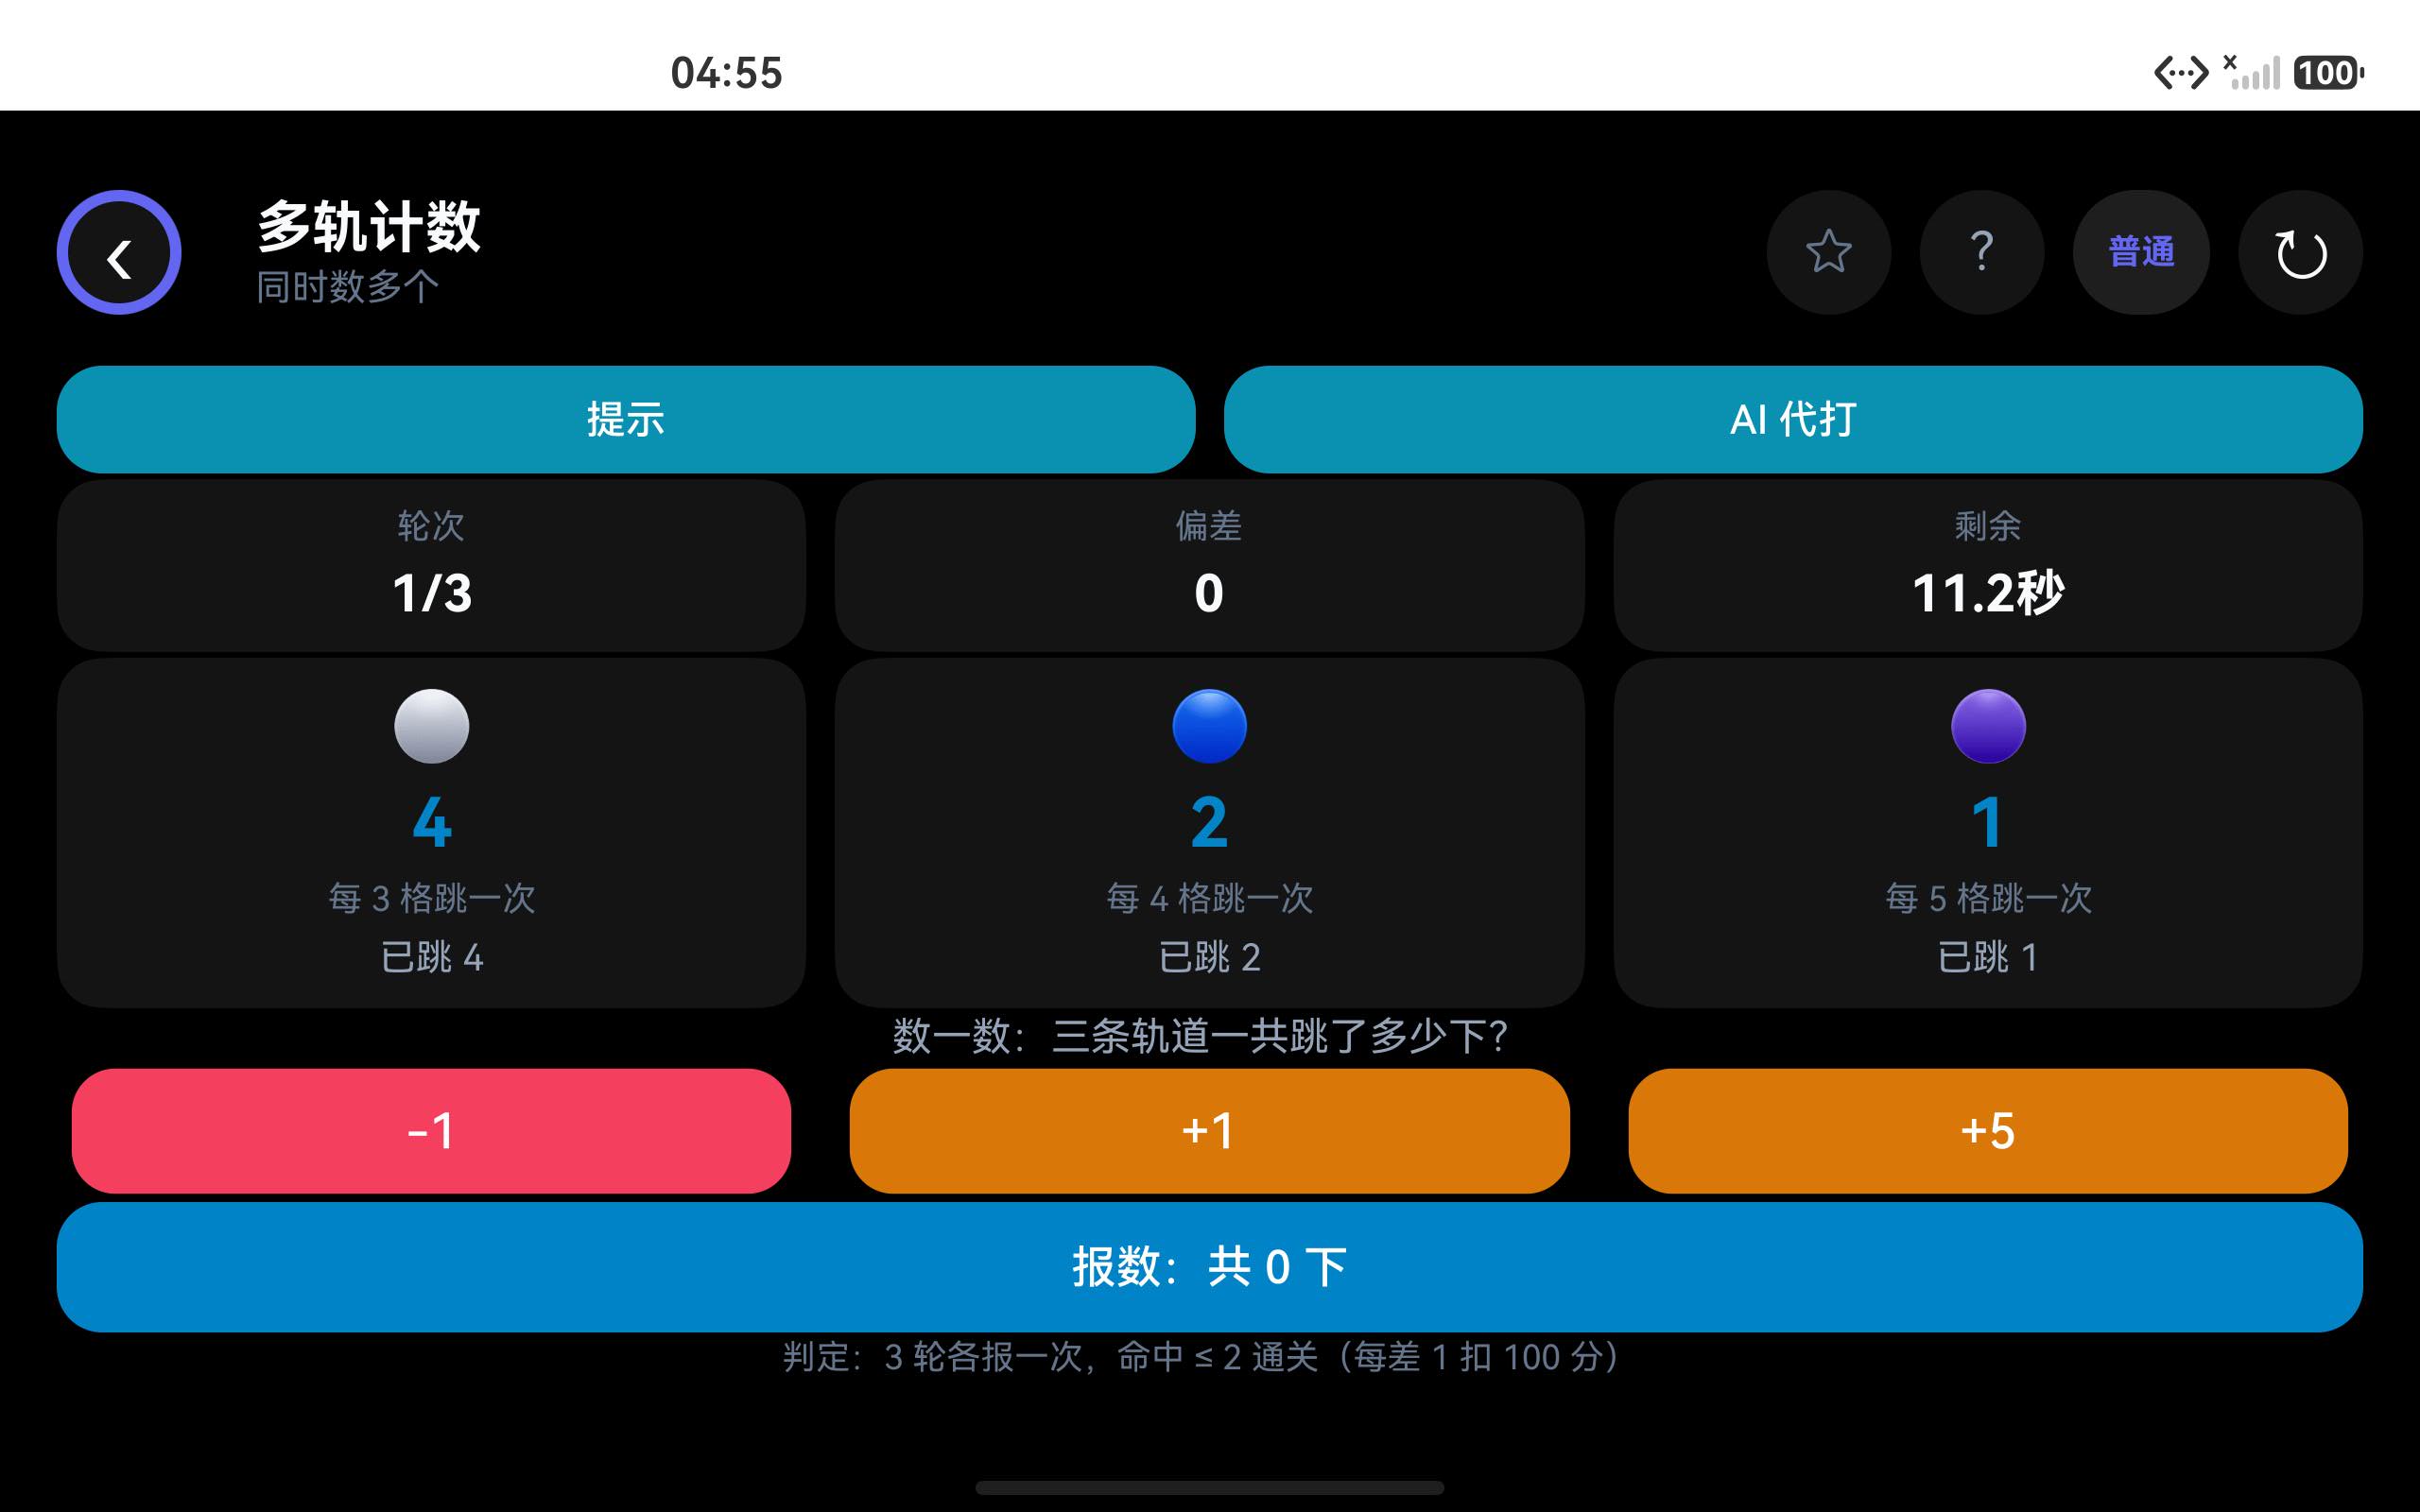 04:55
100
多轨计数
同时数多个
?
普通
提示
AI 代打
轮次
偏差
剩余
1/3
0
11.2秒
4
2
1
每 3 格跳一次
每 4 格跳一次
每 5 格跳一次
已跳 4
已跳 2
已跳 1
数一数：三条轨道一共跳了多少下？
-1
+1
+5
报数：共 0 下
判定：3 轮各报一次，命中 ≤ 2 通关（每差 1 扣 100 分）